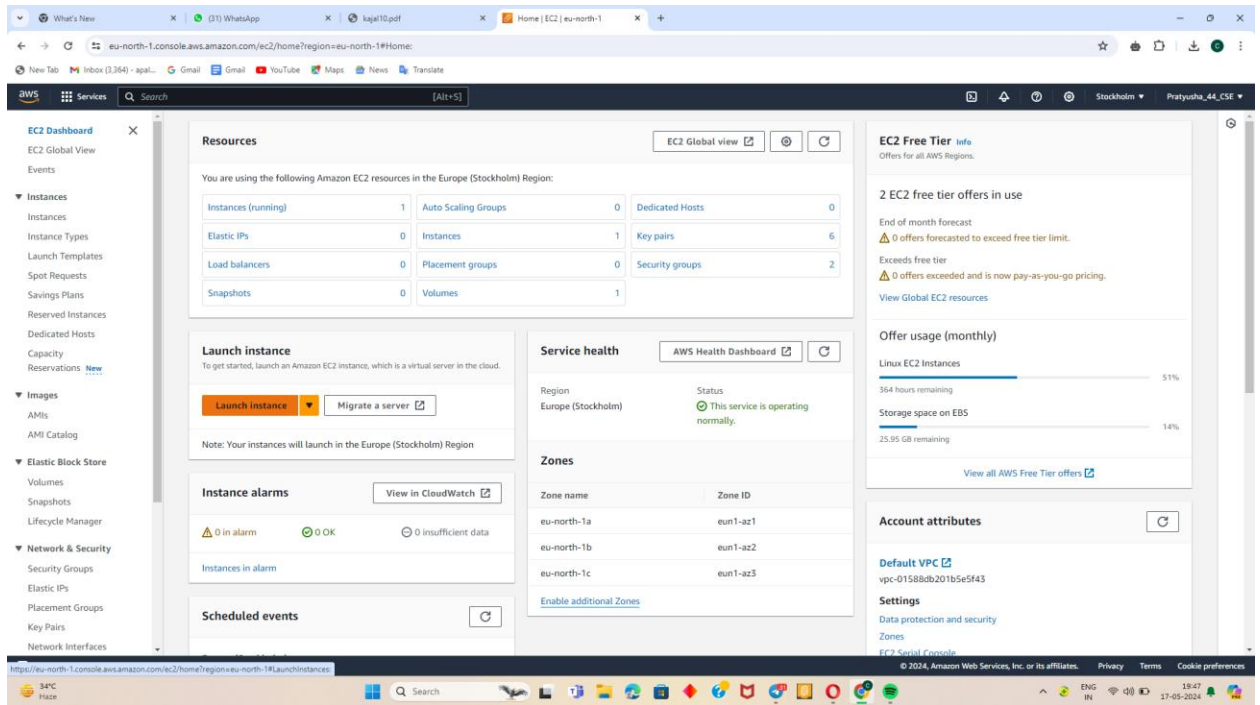 What's New
(31) WhatsApp
kajal10.pdf
Home | EC2 | eu-north-1
eu-north-1.console.aws.amazon.com/ec2/home?region=eu-north-1#Home:
New Tab
Inbox (3,364) - apal...
Gmail
Gmail
YouTube
Maps
News
Translate
aws
Services
Search
[Alt+S]
Stockholm
Pratyusha_44_CSE
EC2 Dashboard
EC2 Global View
Events
Instances
Instances
Instance Types
Launch Templates
Spot Requests
Savings Plans
Reserved Instances
Dedicated Hosts
Capacity
Reservations New
Images
AMIs
AMI Catalog
Elastic Block Store
Volumes
Snapshots
Lifecycle Manager
Network & Security
Security Groups
Elastic IPs
Placement Groups
Key Pairs
Network Interfaces
Resources
EC2 Global view
You are using the following Amazon EC2 resources in the Europe (Stockholm) Region:
Instances (running) 1
Auto Scaling Groups 0
Dedicated Hosts 0
Elastic IPs 0
Instances 1
Key pairs 6
Load balancers 0
Placement groups 0
Security groups 2
Snapshots 0
Volumes 1
Launch instance
To get started, launch an Amazon EC2 instance, which is a virtual server in the cloud.
Launch instance
Migrate a server
Note: Your instances will launch in the Europe (Stockholm) Region
Instance alarms
View in CloudWatch
0 in alarm
0 OK
0 insufficient data
Instances in alarm
Scheduled events
Service health
AWS Health Dashboard
Region
Europe (Stockholm)
Status
This service is operating
normally.
Zones
Zone name Zone ID
eu-north-1a eun1-az1
eu-north-1b eun1-az2
eu-north-1c eun1-az3
Enable additional Zones
EC2 Free Tier Info
Offers for all AWS Regions.
2 EC2 free tier offers in use
End of month forecast
0 offers forecasted to exceed free tier limit.
Exceeds free tier
0 offers exceeded and is now pay-as-you-go pricing.
View Global EC2 resources
Offer usage (monthly)
Linux EC2 Instances
51%
364 hours remaining
Storage space on EBS
14%
25.95 GB remaining
View all AWS Free Tier offers
Account attributes
Default VPC
vpc-01588db201b5e5f43
Settings
Data protection and security
Zones
EC2 Serial Console
https://eu-north-1.console.aws.amazon.com/ec2/home?region=eu-north-1#LaunchInstances:
© 2024, Amazon Web Services, Inc. or its affiliates.
Privacy
Terms
Cookie preferences
34°C
Haze
Search
ENG
IN
19:47
17-05-2024